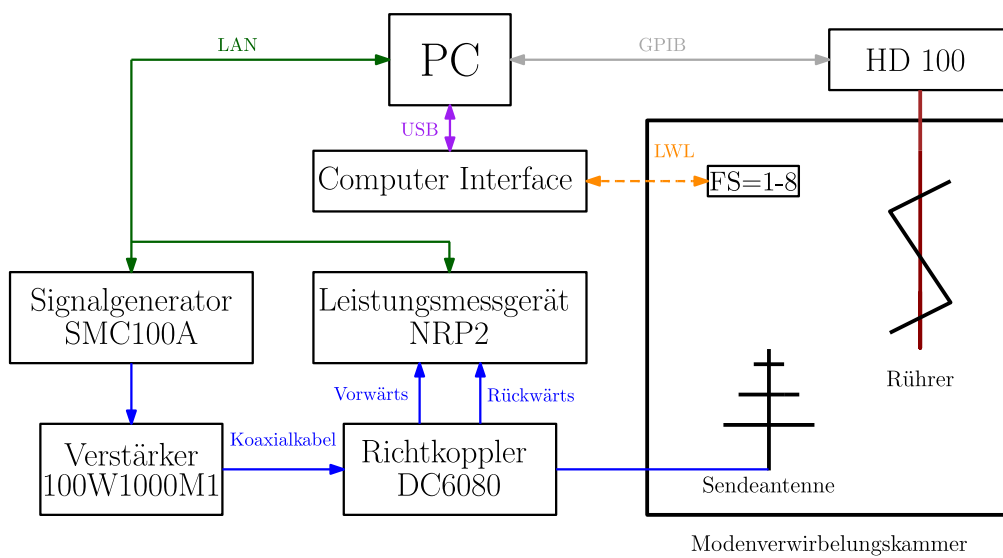 LAN
PC
GPIB
HD 100
USB
LWL
Computer Interface
FS=1-8
Signalgenerator
SMC100A
Leistungsmessgerät
NRP2
Rührer
Vorwärts
Rückwärts
Koaxialkabel
Verstärker
100W1000M1
Richtkoppler
DC6080
Sendeantenne
Modenverwirbelungskammer